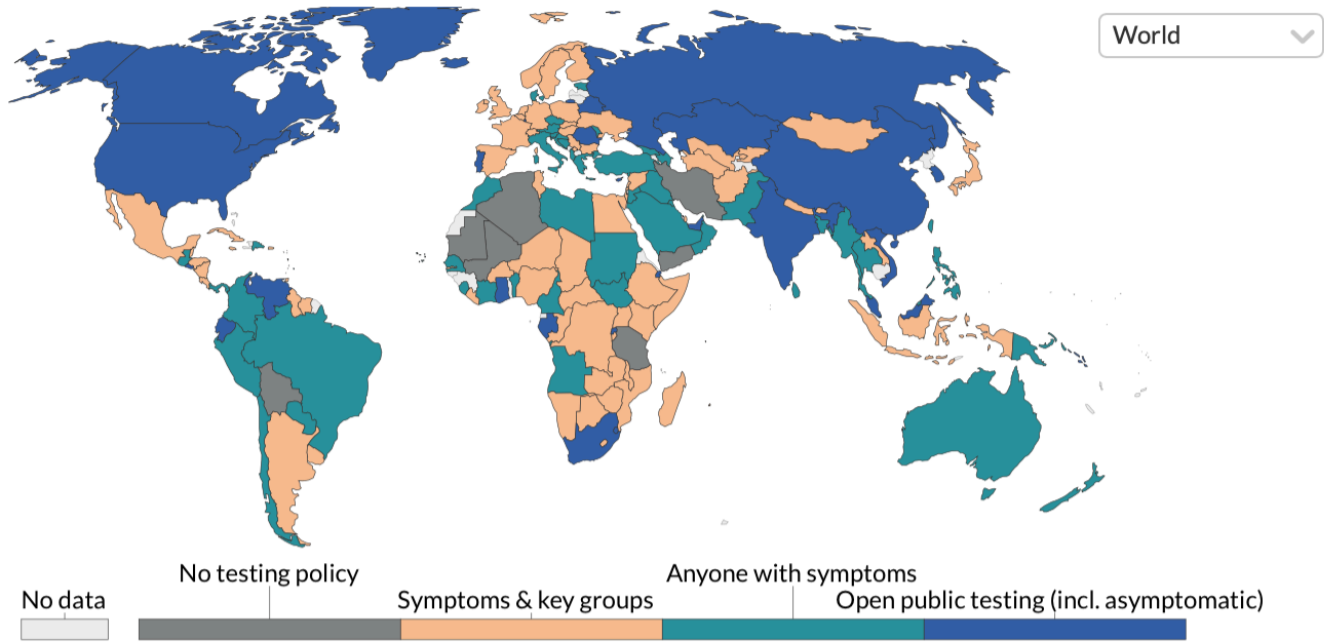 World
No testing policy
Anyone with symptoms
No data
Symptoms & key groups
Open public testing (incl. asymptomatic)